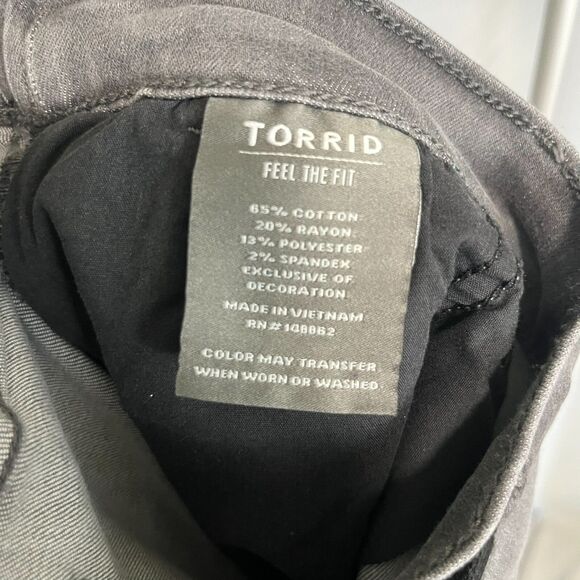 TORRID
FEEL THE FIT
65% COTTON
20% RAYON
13% POLYESTER
2% SPANDEX
EXCLUSIVE OF
DECORATION
MADE IN VIETNAM
RN# 148862
COLOR MAY TRANSFER
WHEN WORN OR WASHED